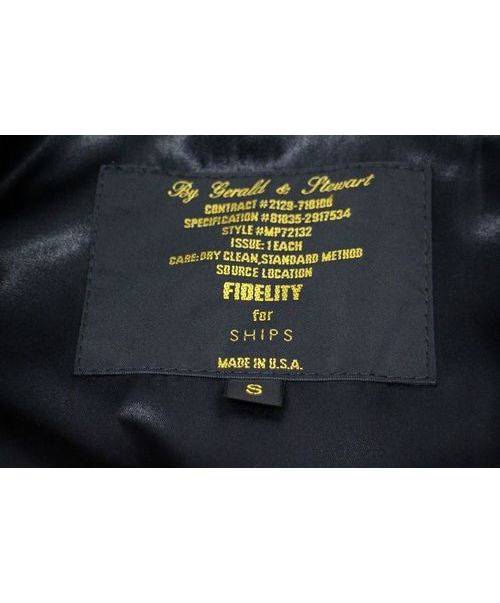 By Gerald & Stewart
CONTRACT #2129-718100
SPECIFICATION #81035-2917534
STYLE #MP72132
ISSUE: 1 EACH
CARE: DRY CLEAN, STANDARD METHOD
SOURCE LOCATION
FIDELITY
for
SHIPS
MADE IN U.S.A.
S